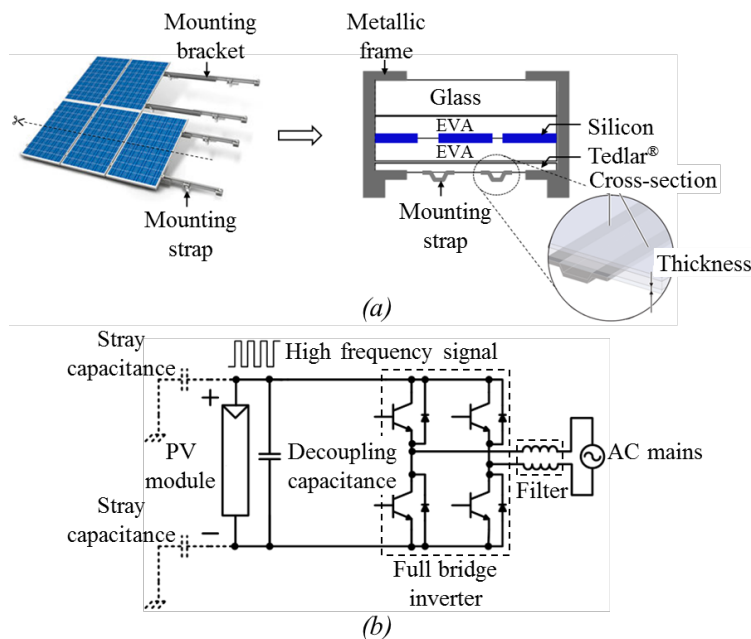 Mounting
bracket
Mounting
strap
Metallic
frame
Glass
EVA
EVA
Silicon
Tedlar®
Cross-section
Mounting
strap
Thickness
(a)
Stray
capacitance
High frequency signal
+
PV
module
Decoupling
capacitance
AC mains
Filter
Stray
capacitance
−
Full bridge
inverter
(b)